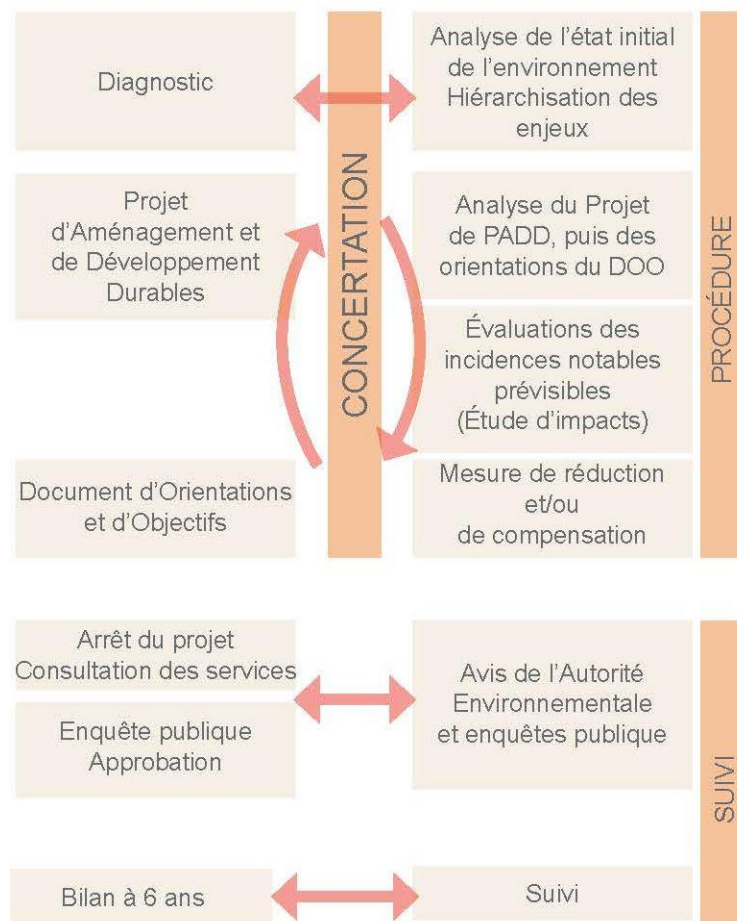 Diagnostic
Analyse de l'état initial
de l'environnement
Hiérarchisation des
enjeux
CONCERTATION
Projet
d'Aménagement et
de Développement
Durables
Analyse du Projet
de PADD, puis des
orientations du DOO
Évaluations des
incidences notables
prévisibles
(Étude d'impacts)
Document d'Orientations
et d'Objectifs
Mesure de réduction
et/ou
de compensation
PROCÉDURE
Arrêt du projet
Consultation des services
Enquête publique
Approbation
Avis de l'Autorité
Environnementale
et enquêtes publique
Bilan à 6 ans
Suivi
SUIVI